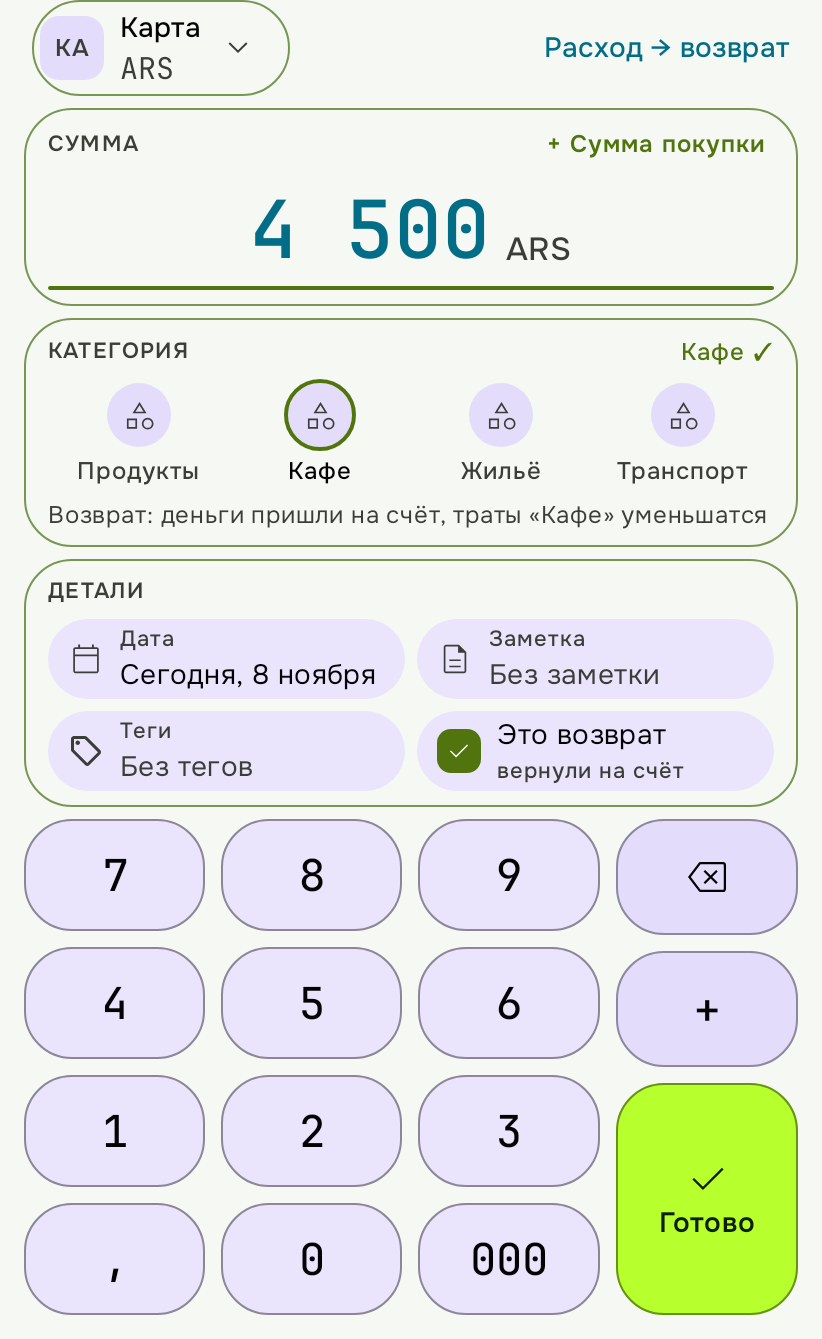 КА
Карта
ARS
Расход → возврат
СУММА
+ Сумма покупки
4 500 ARS
КАТЕГОРИЯ
Кафе ✓
Продукты
Кафе
Жильё
Транспорт
Возврат: деньги пришли на счёт, траты «Кафе» уменьшатся
ДЕТАЛИ
Дата
Сегодня, 8 ноября
Заметка
Без заметки
Теги
Без тегов
Это возврат
вернули на счёт
7 8 9
4 5 6 +
1 2 3
Готово
, 0 000